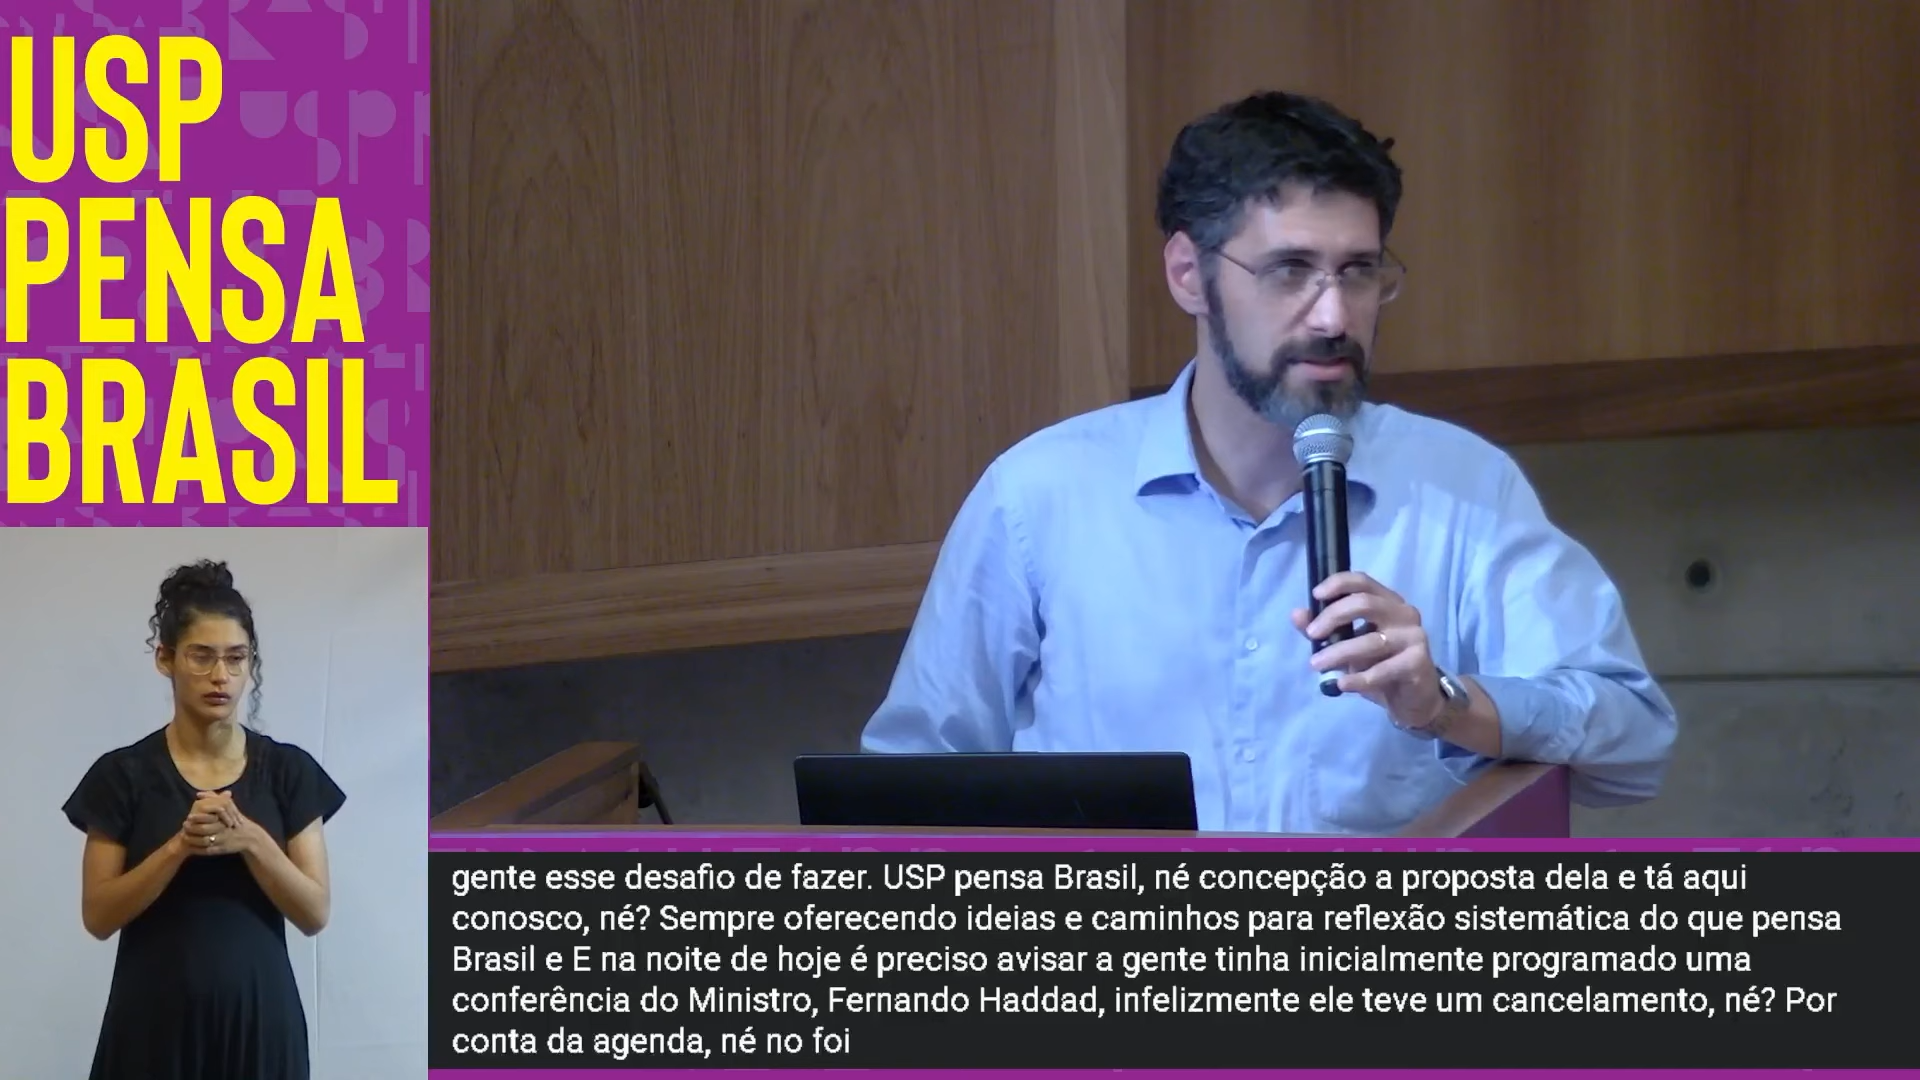 USP
PENSA
BRASIL
gente esse desafio de fazer. USP pensa Brasil, né concepção a proposta dela e tá aqui
conosco, né? Sempre oferecendo ideias e caminhos para reflexão sistemática do que pensa
Brasil e E na noite de hoje é preciso avisar a gente tinha inicialmente programado uma
conferência do Ministro, Fernando Haddad, infelizmente ele teve um cancelamento, né? Por
conta da agenda, né no foi